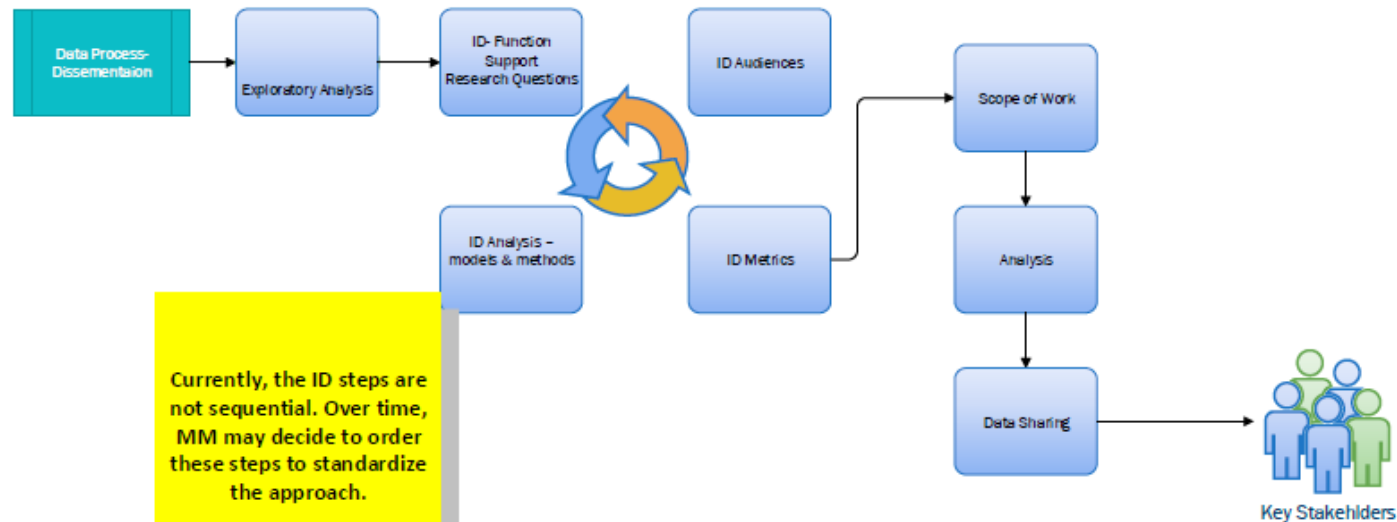 Data Process-
Dissementaion
Exploratory Analysis
ID- Function
Support
Research Questions
ID Audiences
Scope of Work
ID Analysis –
models & methods
ID Metrics
Analysis
Currently, the ID steps are
not sequential. Over time,
MM may decide to order
these steps to standardize
the approach.
Data Sharing
Key Stakehlders